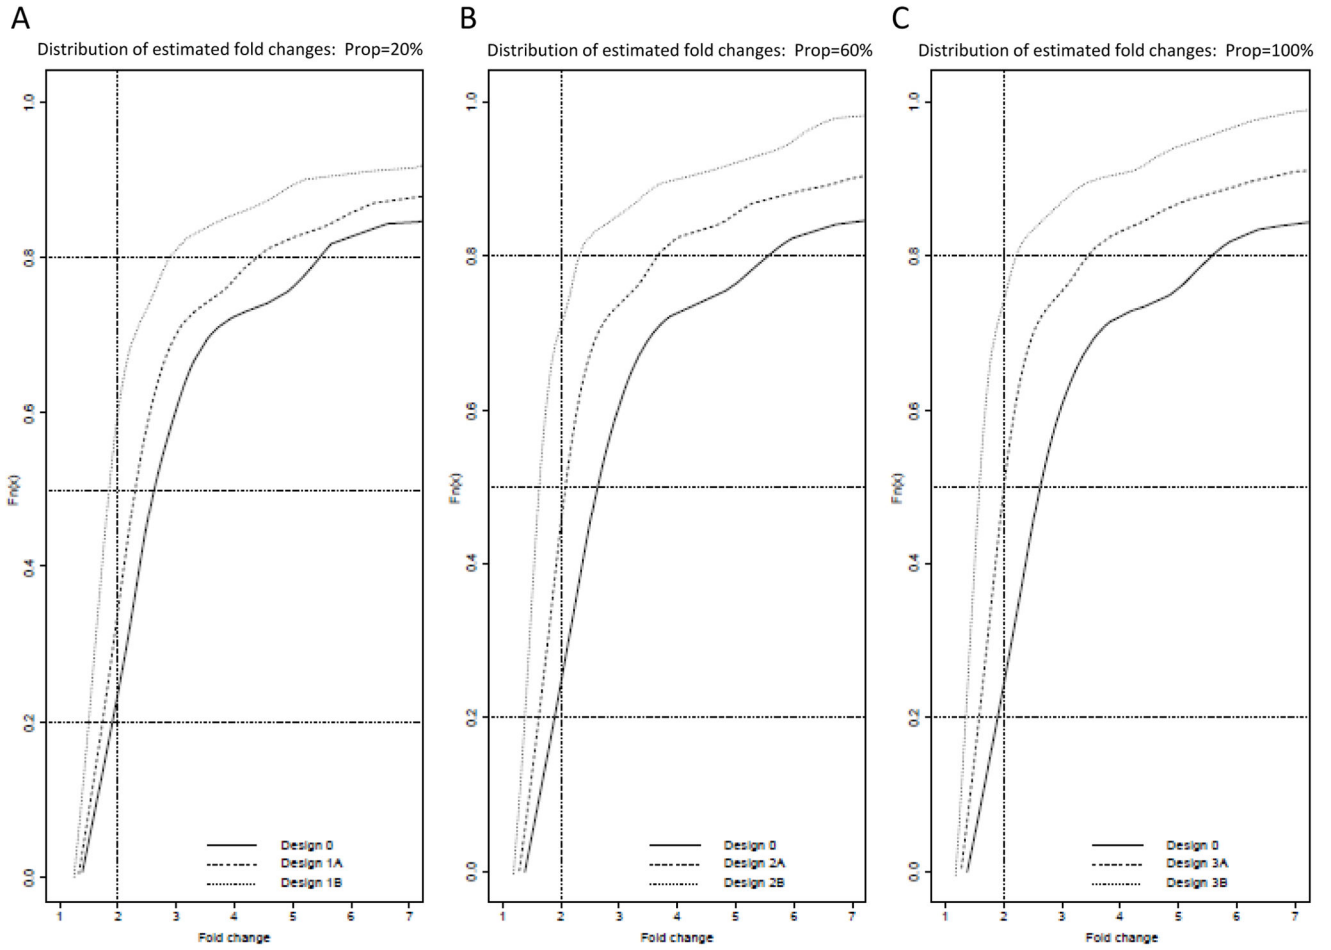 A
Distribution of estimated fold changes: Prop=20%
1.0
0.8
0.6
0.4
0.2
0.0
Fn(x)
Design 0
Design 1A
Design 1B
1 2 3 4 5 6 7
Fold change
B
Distribution of estimated fold changes: Prop=60%
1.0
0.8
0.6
0.4
0.2
0.0
Fn(x)
Design 0
Design 2A
Design 2B
1 2 3 4 5 6 7
Fold change
C
Distribution of estimated fold changes: Prop=100%
1.0
0.8
0.6
0.4
0.2
0.0
Fn(x)
Design 0
Design 3A
Design 3B
1 2 3 4 5 6 7
Fold change